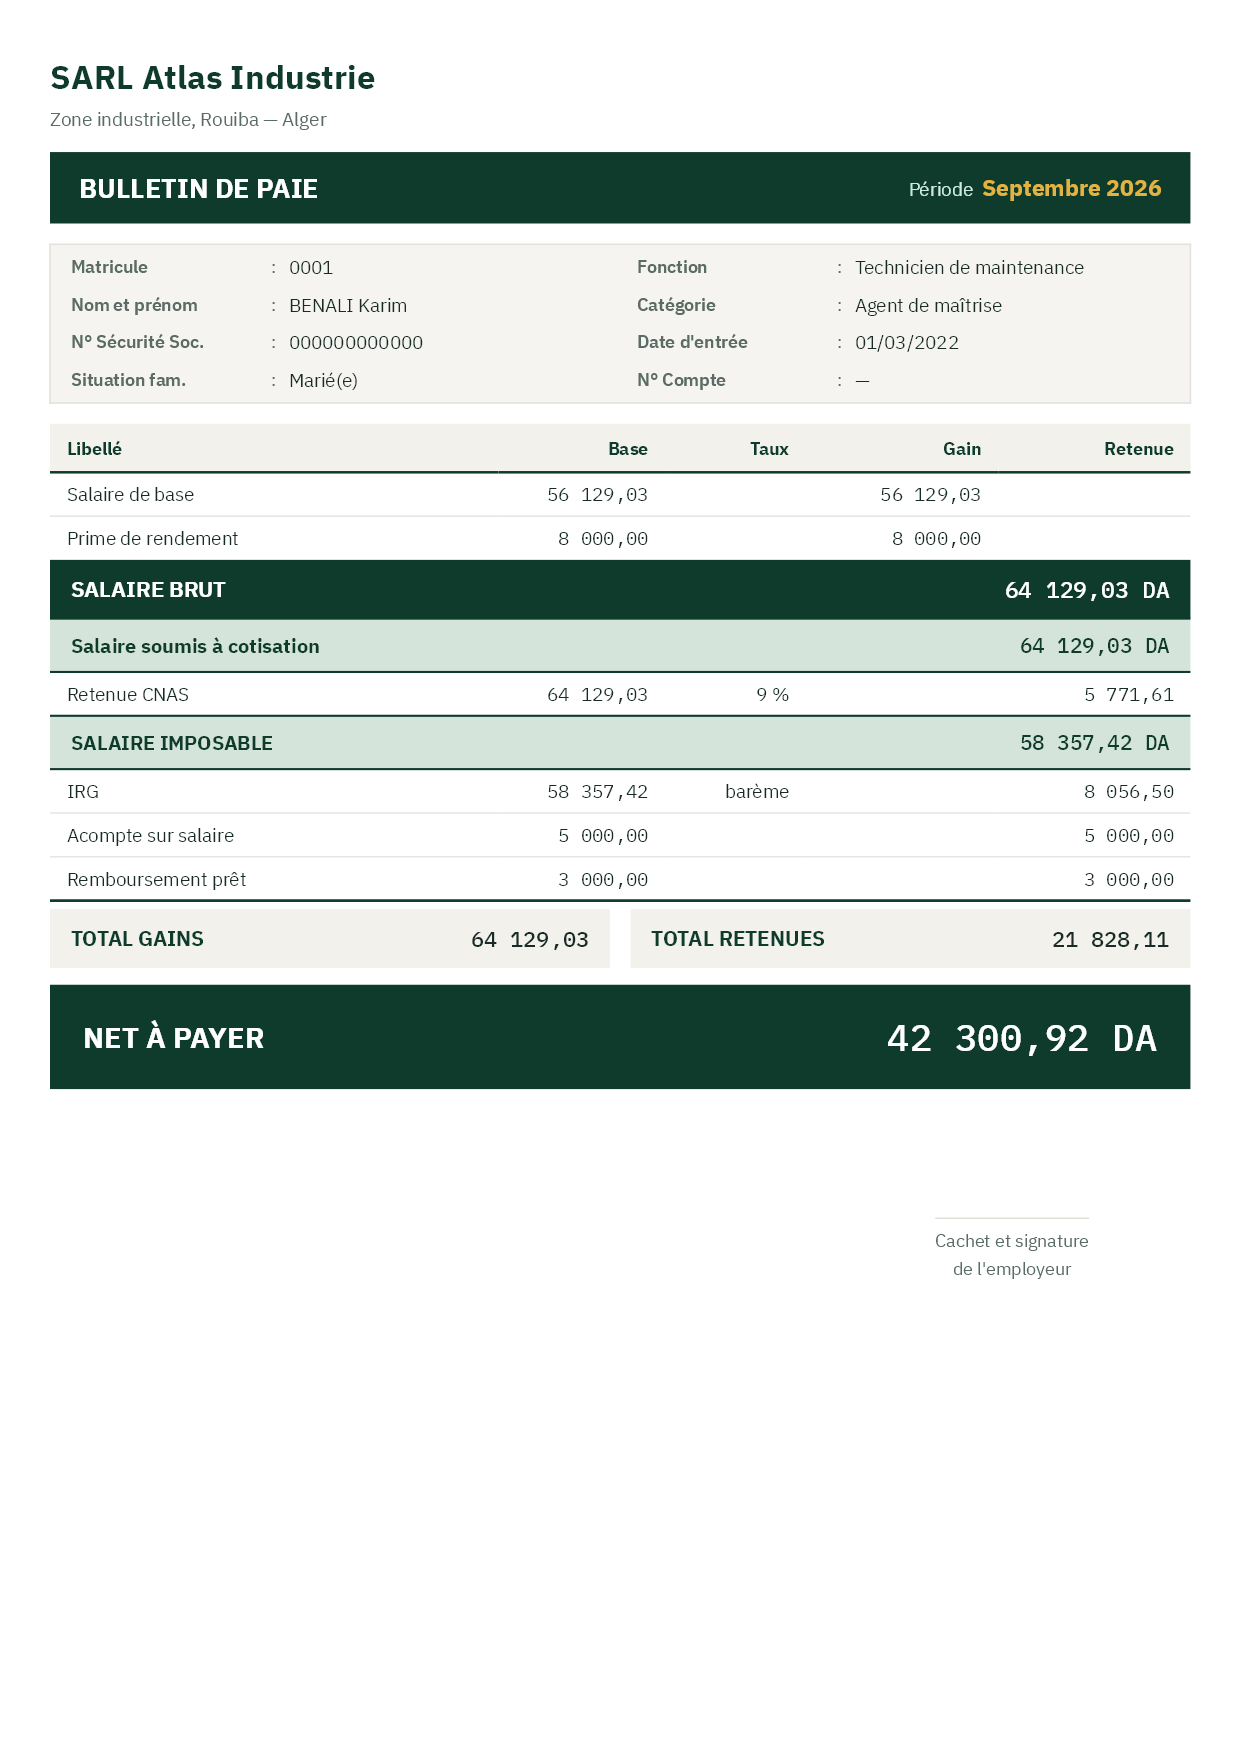 SARL Atlas Industrie
Zone industrielle, Rouiba — Alger
BULLETIN DE PAIE Période Septembre 2026
Matricule : 0001 Fonction : Technicien de maintenance
Nom et prénom : BENALI Karim Catégorie : Agent de maîtrise
N° Sécurité Soc. : 000000000000 Date d'entrée : 01/03/2022
Situation fam. : Marié(e) N° Compte : —
Libellé Base Taux Gain Retenue
Salaire de base 56 129,03 56 129,03
Prime de rendement 8 000,00 8 000,00
SALAIRE BRUT 64 129,03 DA
Salaire soumis à cotisation 64 129,03 DA
Retenue CNAS 64 129,03 9 % 5 771,61
SALAIRE IMPOSABLE 58 357,42 DA
IRG 58 357,42 barème 8 056,50
Acompte sur salaire 5 000,00 5 000,00
Remboursement prêt 3 000,00 3 000,00
TOTAL GAINS 64 129,03 TOTAL RETENUES 21 828,11
NET À PAYER 42 300,92 DA
Cachet et signature
de l'employeur